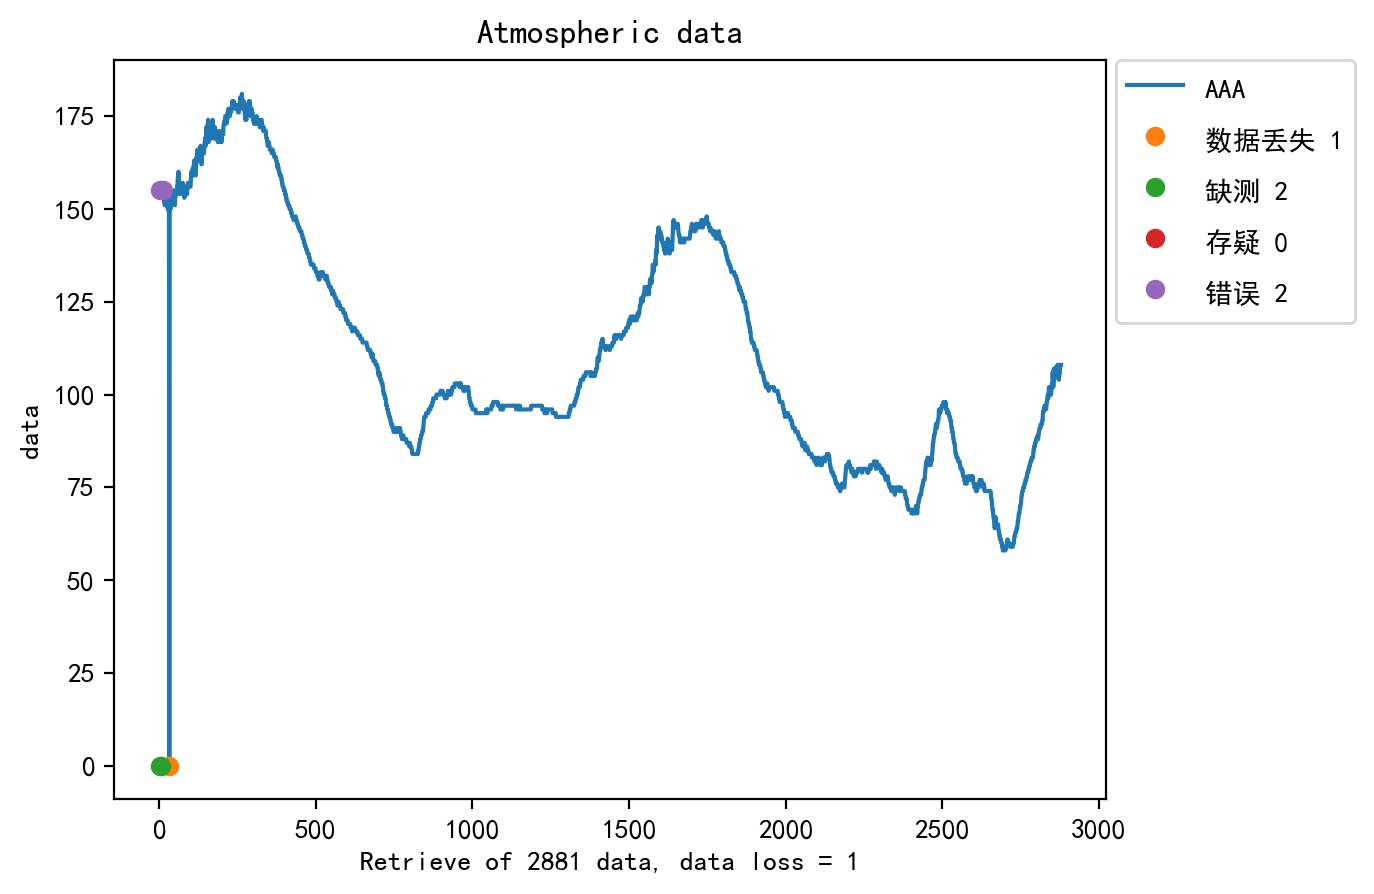 Atmospheric data
AAA
数据丢失 1
缺测 2
存疑 0
错误 2
175
150
125
100
75
50
25
0
data
0 500 1000 1500 2000 2500 3000
Retrieve of 2881 data, data loss = 1